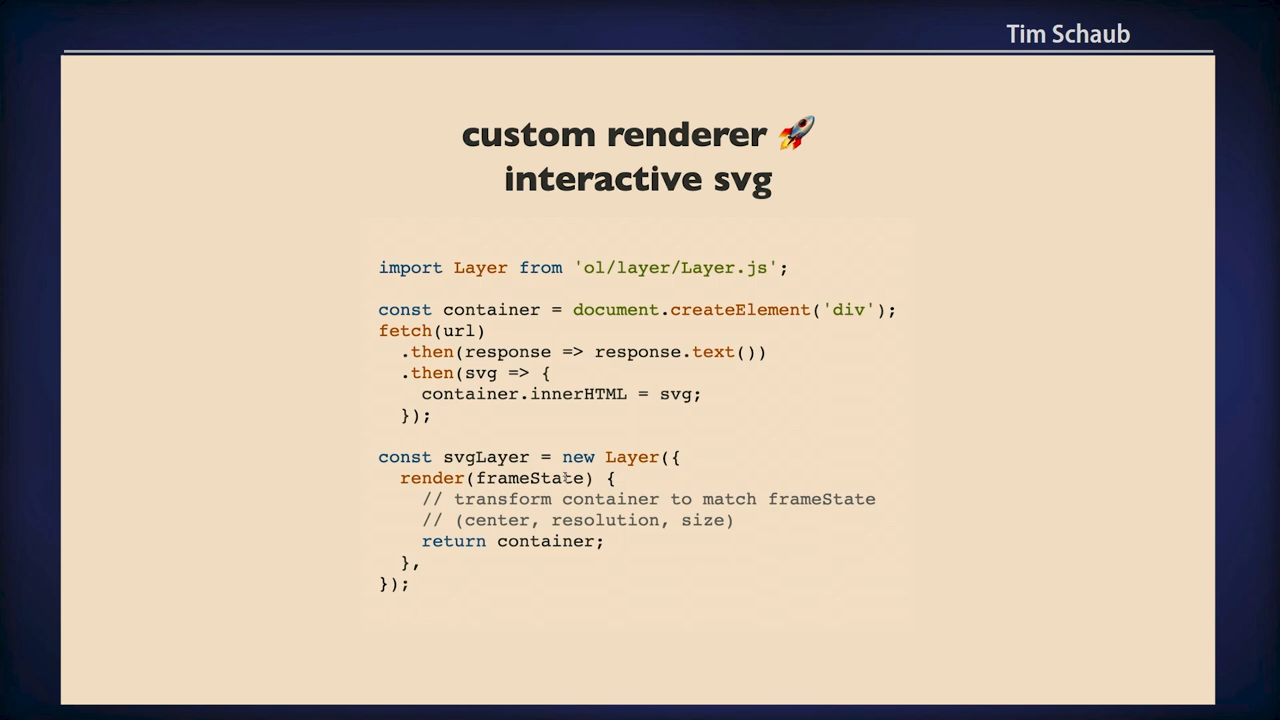 Tim Schaub
custom renderer 🚀
interactive svg
import Layer from 'ol/layer/Layer.js';
const container = document.createElement('div');
fetch(url)
  .then(response => response.text())
  .then(svg => {
    container.innerHTML = svg;
  });
const svgLayer = new Layer({
  render(frameState) {
    // transform container to match frameState
    // (center, resolution, size)
    return container;
  },
});